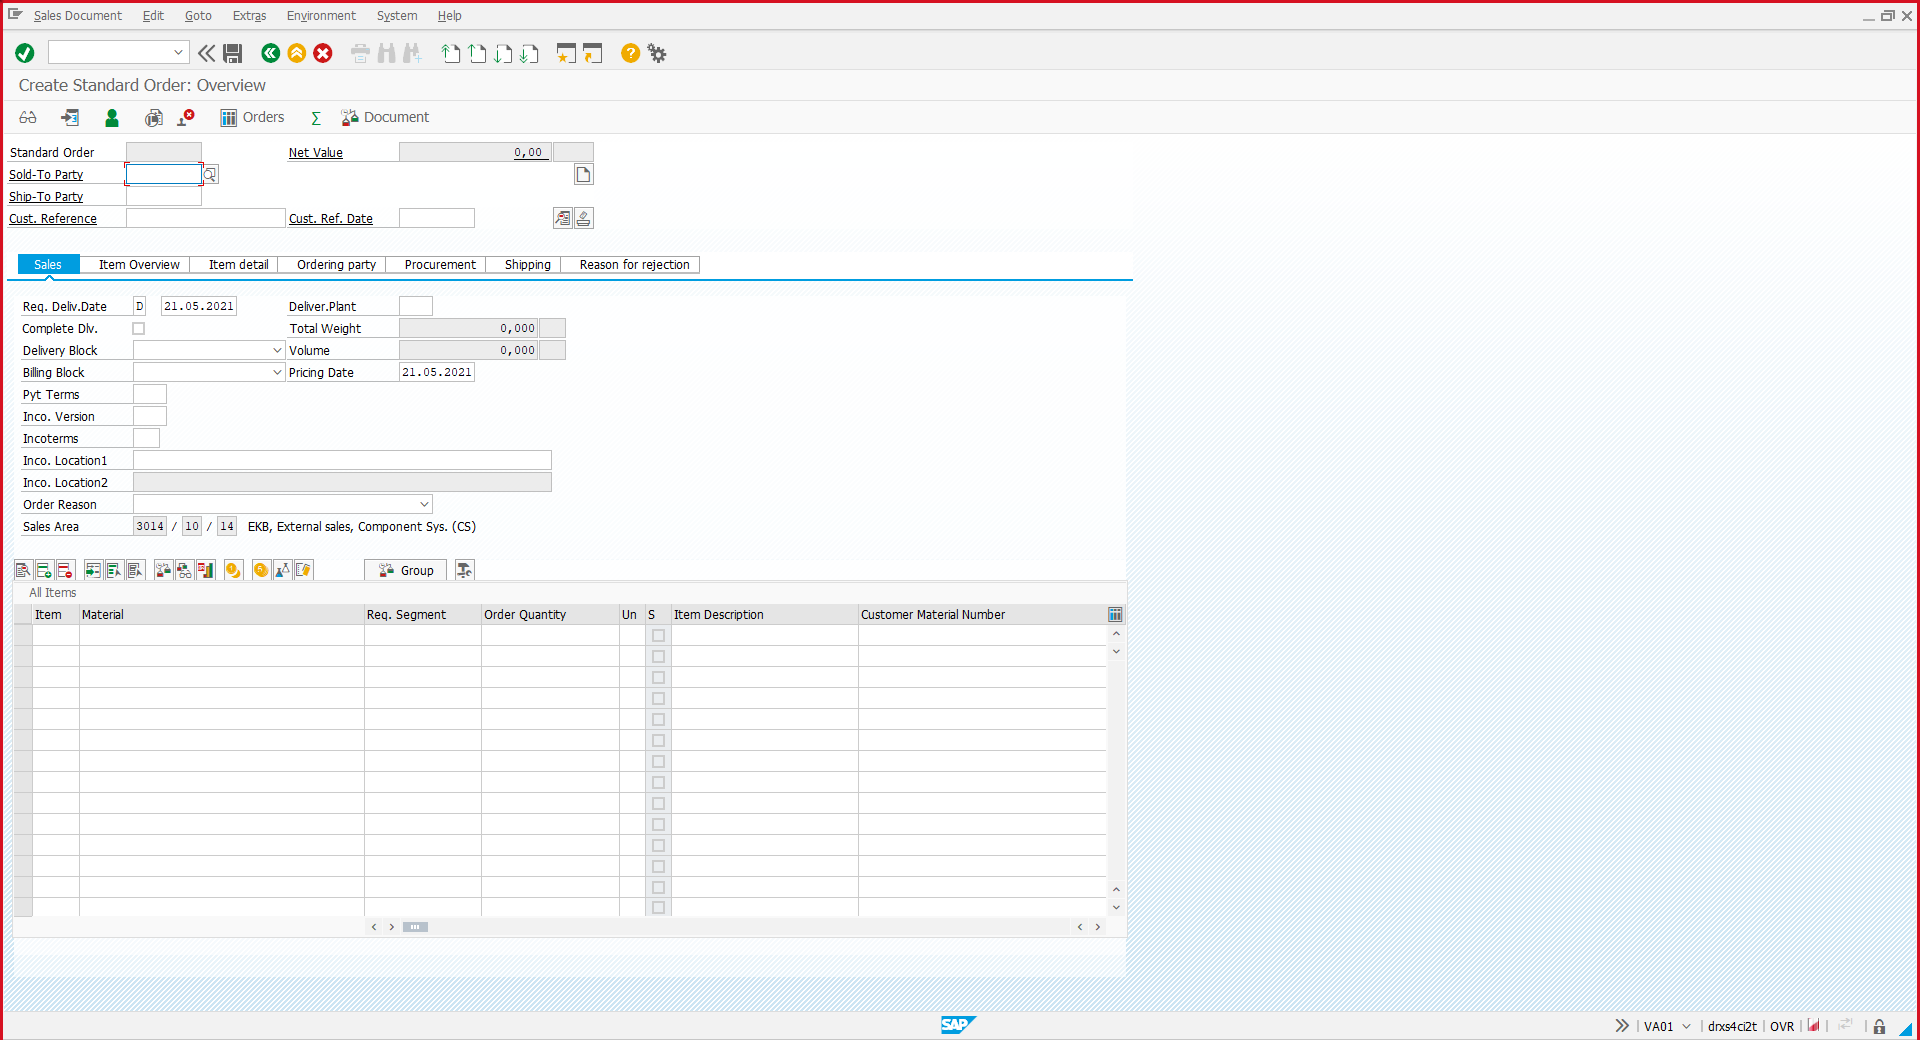 Sales Document Edit Goto Extras Environment System Help
Create Standard Order: Overview
Orders Σ Document
Standard Order Net Value 0,00
Sold-To Party
Ship-To Party
Cust. Reference Cust. Ref. Date
Sales Item Overview Item detail Ordering party Procurement Shipping Reason for rejection
Req. Deliv.Date D 21.05.2021 Deliver.Plant
Complete Dlv. Total Weight 0,000
Delivery Block Volume 0,000
Billing Block Pricing Date 21.05.2021
Pyt Terms
Inco. Version
Incoterms
Inco. Location1
Inco. Location2
Order Reason
Sales Area 3014 / 10 / 14 EKB, External sales, Component Sys. (CS)
Group
All Items
Item Material Req. Segment Order Quantity Un S Item Description Customer Material Number
SAP VA01 drxs4ci2t OVR